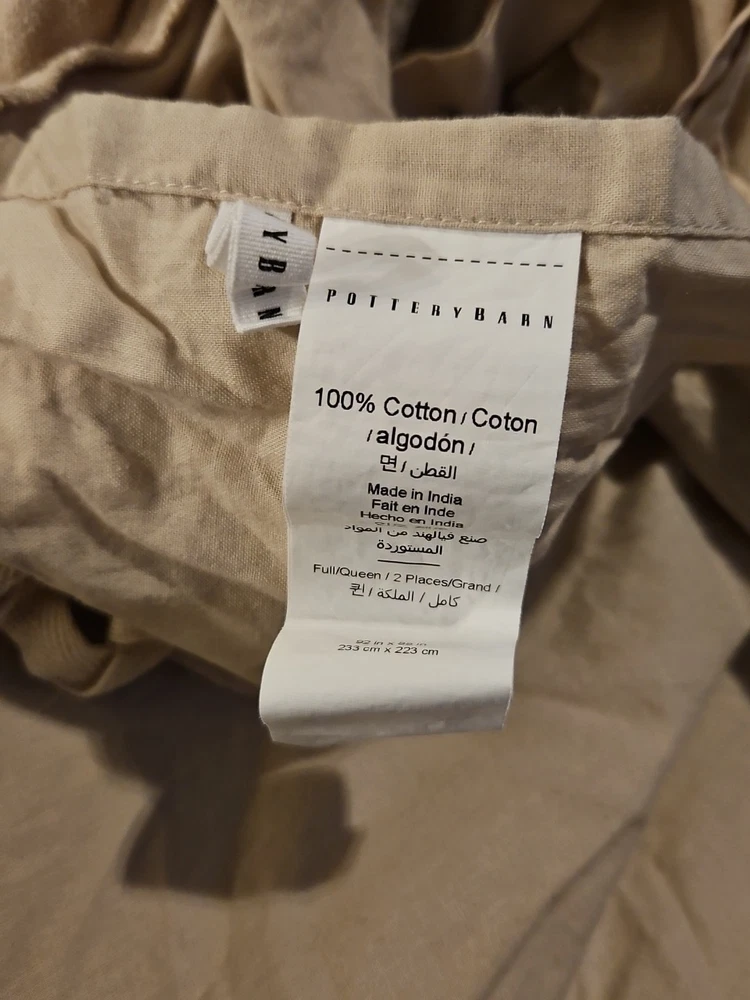 Y BAN
POTTERYBARN
100% Cotton / Coton
/ algodón /
면 / القطن
Made in India
Fait en Inde
Hecho en India
صنع فيالهند من المواد
المستوردة
Full/Queen / 2 Places/Grand /
퀸 / كامل / الملكة
92 in x 88 in
233 cm x 223 cm